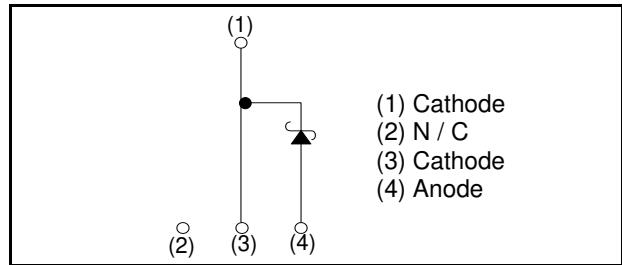 (1)
(1) Cathode
(2) N / C
(3) Cathode
(4) Anode
(2) (3) (4)